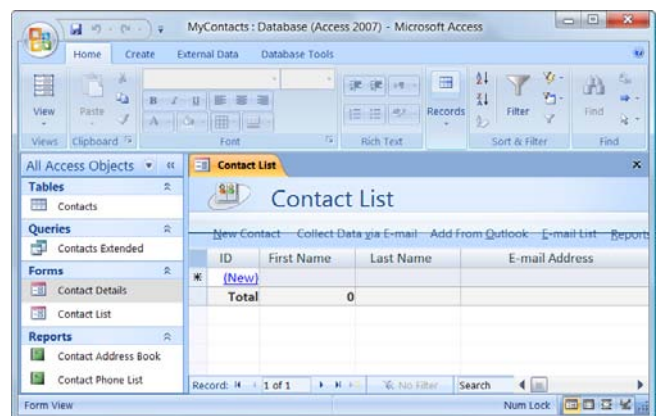 MyContacts : Database (Access 2007) - Microsoft Access
Home Create External Data Database Tools
View Paste B I U A Records Filter Find
Views Clipboard Font Rich Text Sort & Filter Find
All Access Objects
Contact List
Tables
Contacts
Queries
Contacts Extended
Forms
Contact Details
Contact List
Reports
Contact Address Book
Contact Phone List
Contact List
New Contact Collect Data via E-mail Add From Outlook E-mail List Reports
ID First Name Last Name E-mail Address
(New)
Total 0
Record: 1 of 1 No Filter Search
Form View Num Lock